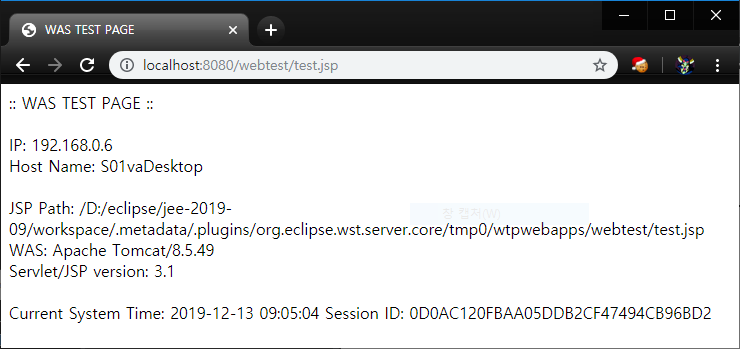 WAS TEST PAGE
localhost:8080/webtest/test.jsp
:: WAS TEST PAGE ::
IP: 192.168.0.6
Host Name: S01vaDesktop
JSP Path: /D:/eclipse/jee-2019-
09/workspace/.metadata/.plugins/org.eclipse.wst.server.core/tmp0/wtpwebapps/webtest/test.jsp
창 캡처(W)
WAS: Apache Tomcat/8.5.49
Servlet/JSP version: 3.1
Current System Time: 2019-12-13 09:05:04 Session ID: 0D0AC120FBAA05DDB2CF47494CB96BD2